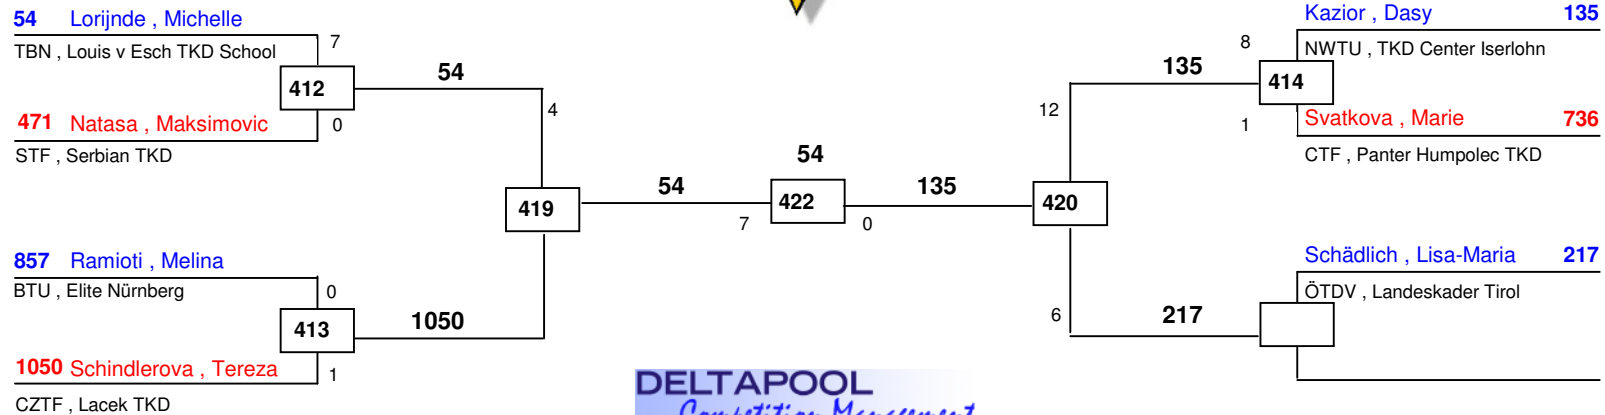 54 Lorijnde , Michelle
7
TBN , Louis v Esch TKD School
412
54
471 Natasa , Maksimovic
0
STF , Serbian TKD
4
419
54
7
857 Ramioti , Melina
0
BTU , Elite Nürnberg
413
1050
1050 Schindlerova , Tereza
1
CZTF , Lacek TKD
54
422
0
135
420
12
6
Kazior , Dasy 135
8
NWTU , TKD Center Iserlohn
135
414
Svatkova , Marie 736
1
CTF , Panter Humpolec TKD
Schädlich , Lisa-Maria 217
ÖTDV , Landeskader Tirol
217
DELTAPOOL
Competition Management